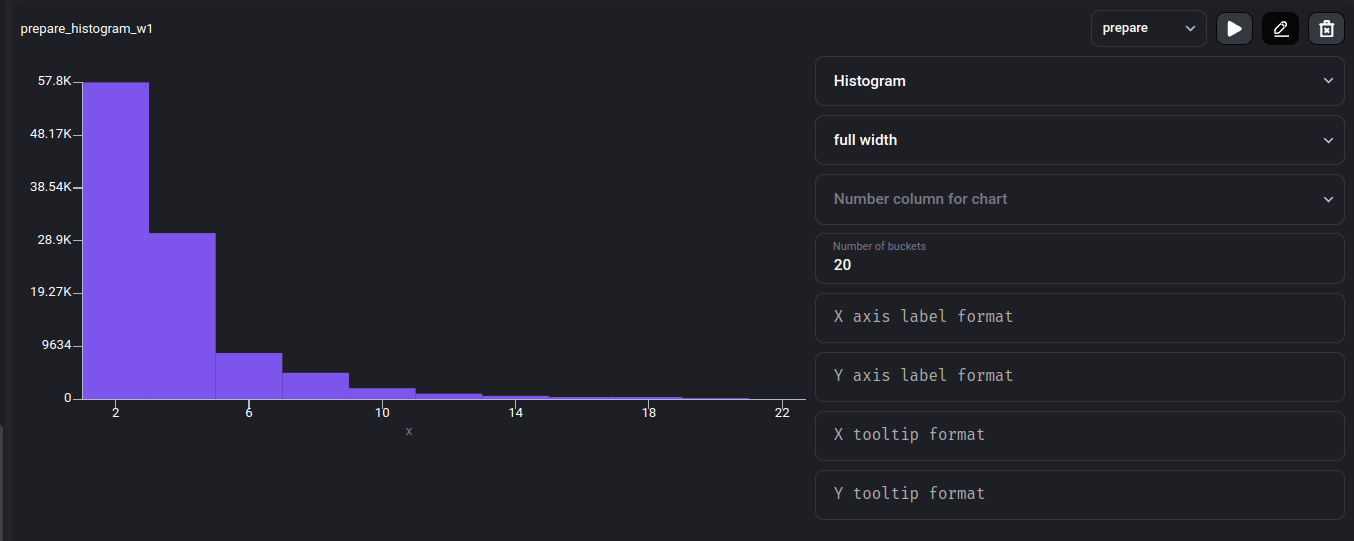 prepare_histogram_w1
prepare
57.8K
48.17K
38.54K
28.9K
19.27K
9634
0
2 6 10 14 18 22
x
Histogram
full width
Number column for chart
Number of buckets
20
X axis label format
Y axis label format
X tooltip format
Y tooltip format